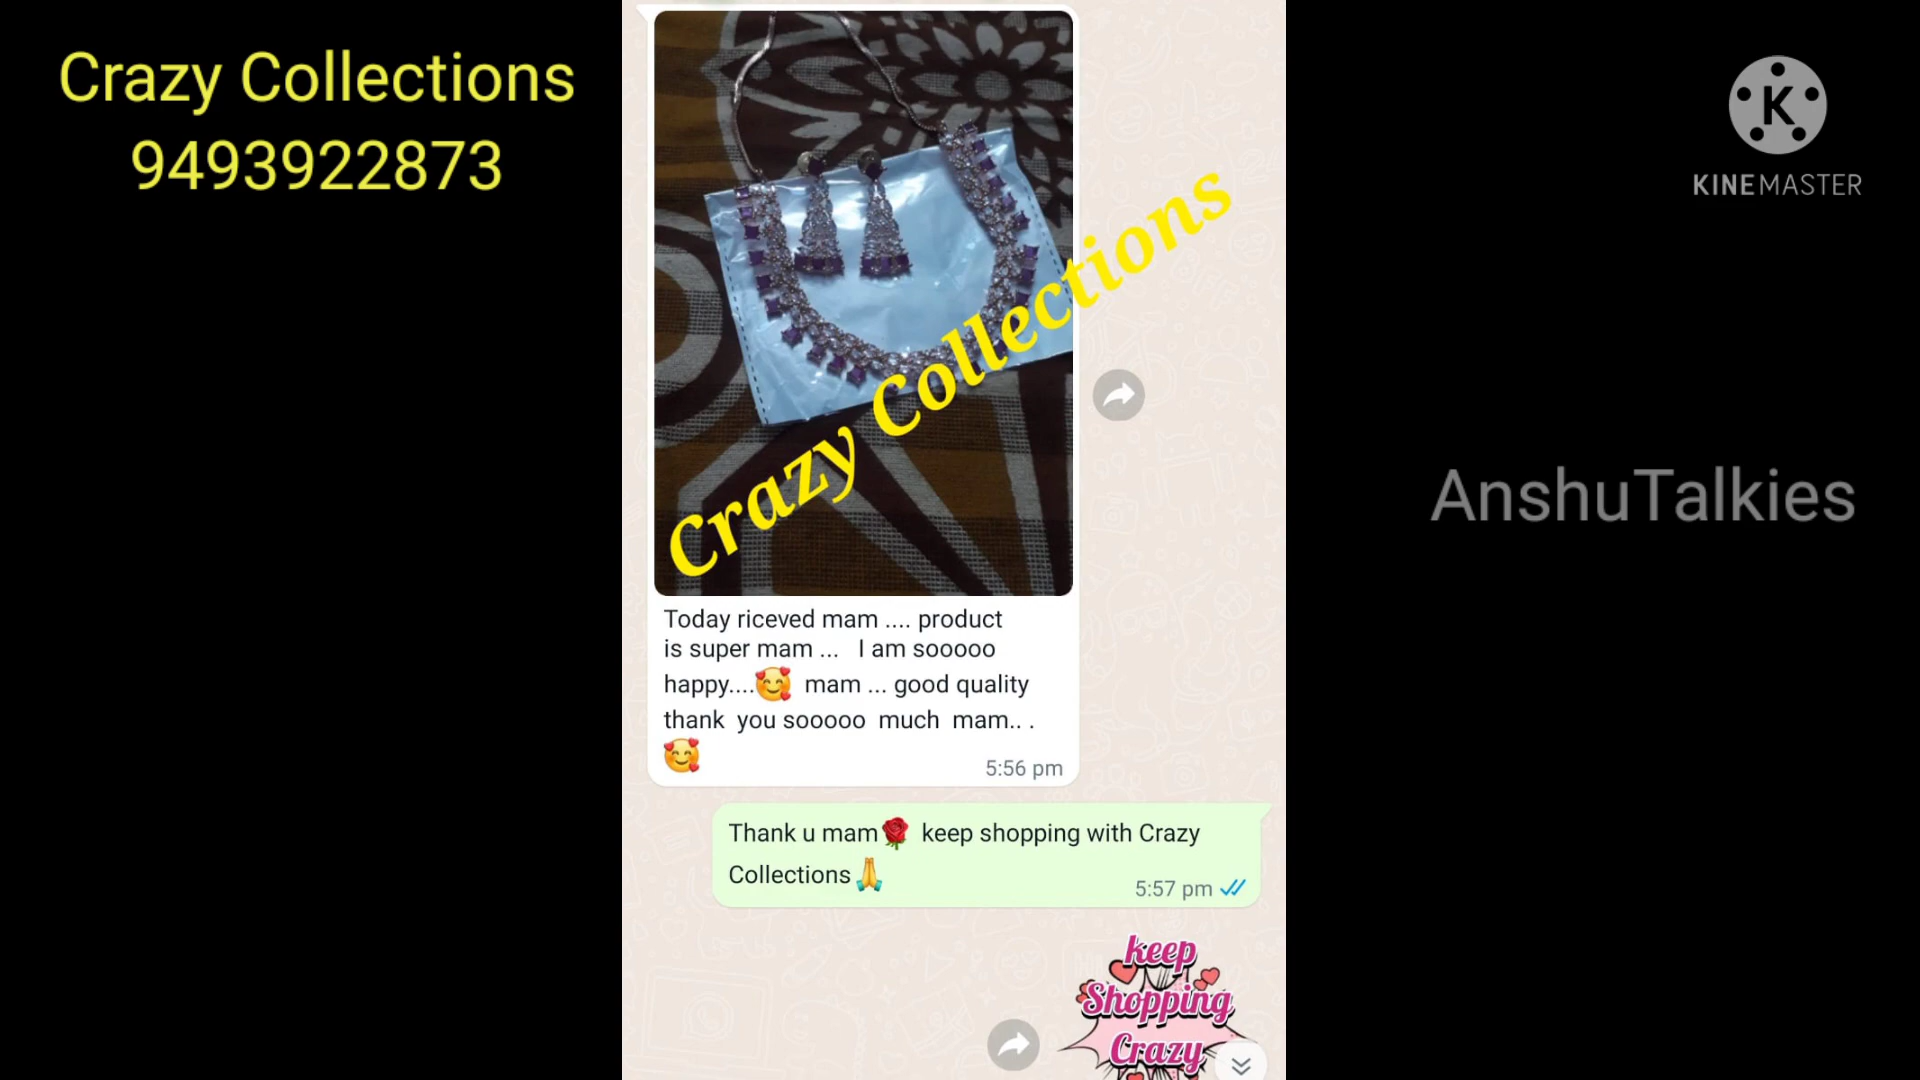 Crazy Collections
9493922873
KINEMASTER
AnshuTalkies
Crazy Collections
Today riceved mam .... product
is super mam ... I am sooooo
happy....🥰 mam ... good quality
thank you sooooo much mam.. .
🥰
5:56 pm
Thank u mam🌹 keep shopping with Crazy
Collections🙏
5:57 pm
keep
Shopping
Crazy